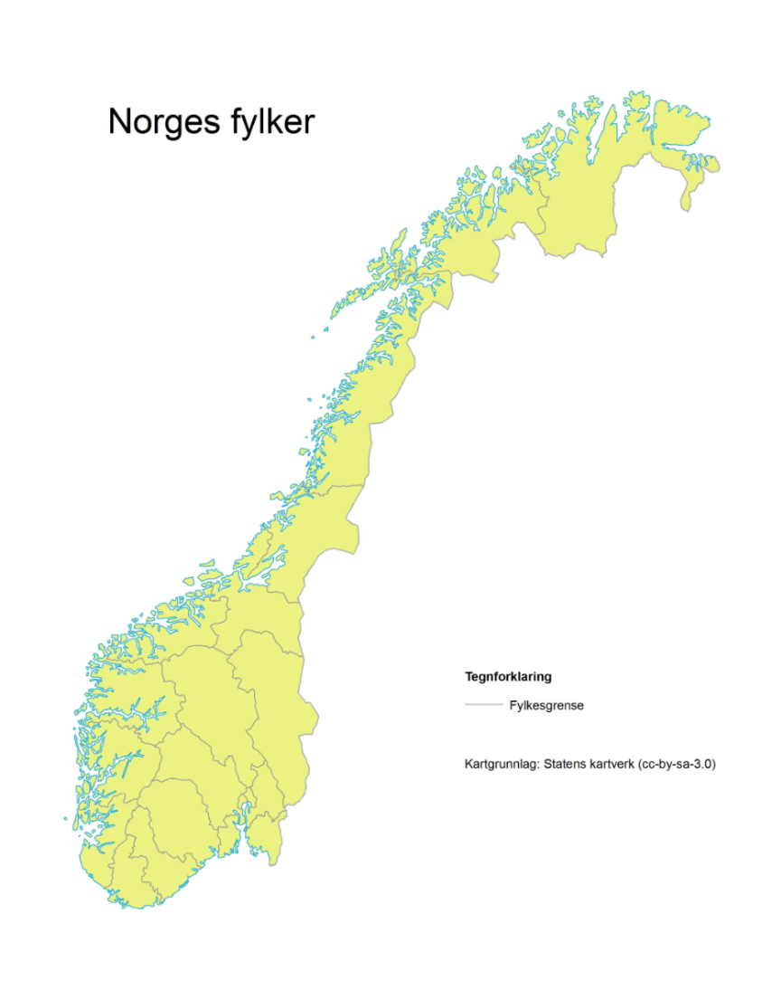 Norges fylker
Tegnforklaring
Fylkesgrense
Kartgrunnlag: Statens kartverk (cc-by-sa-3.0)